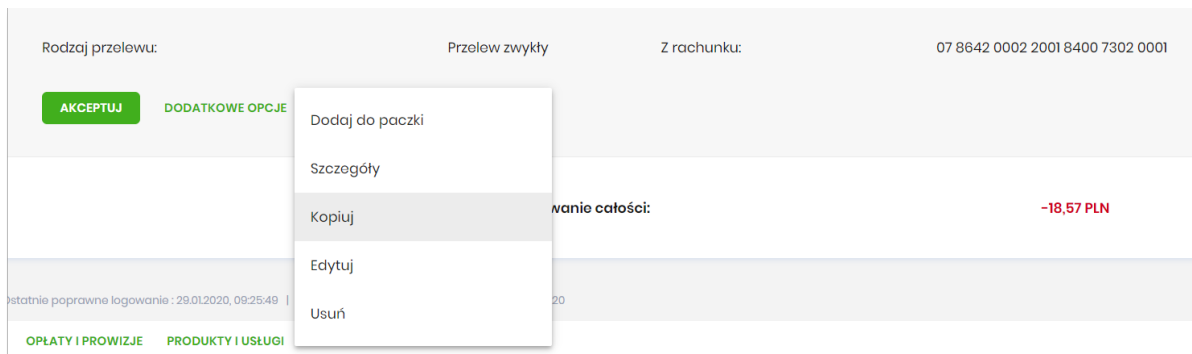 Rodzaj przelewu: Przelew zwykły Z rachunku: 07 8642 0002 2001 8400 7302 0001
AKCEPTUJ DODATKOWE OPCJE
Dodaj do paczki
Szczegóły
Kopiuj
całości: -18,57 PLN
Edytuj
poprawne logowanie : 29.01.2020, 09:25:49 | 20
Usuń
OPŁATY I PROWIZJE PRODUKTY I USŁUGI